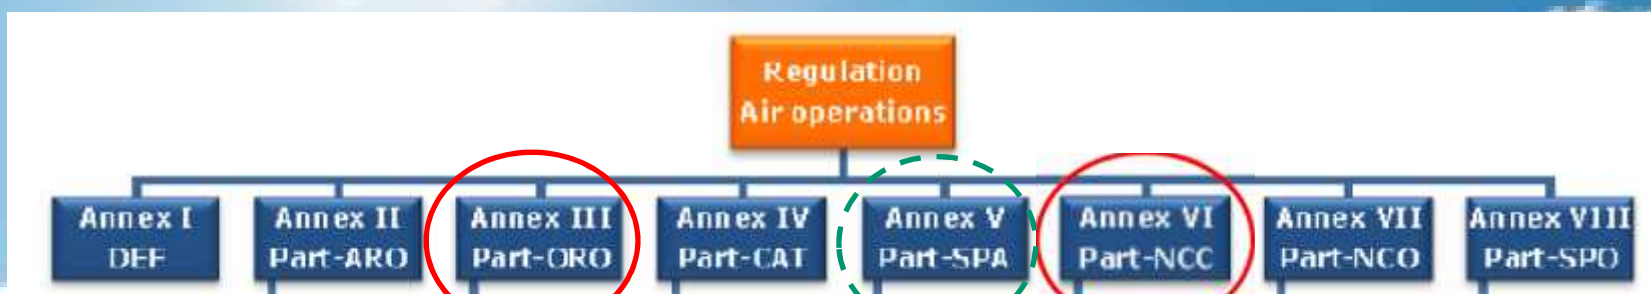 Regulation
Air operations
Annex I
DEF
Annex II
Part-ARO
Annex III
Part-ORO
Annex IV
Part-CAT
Annex V
Part-SPA
Annex VI
Part-NCC
Annex VII
Part-NCO
Annex VIII
Part-SPO